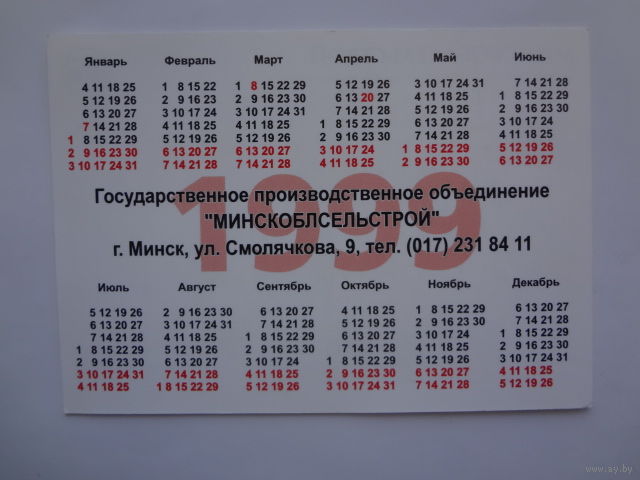 Январь Февраль Март Апрель Май Июнь
4 11 18 25 1 8 15 22 1 8 15 22 29 5 12 19 26 3 10 17 24 31 7 14 21 28
5 12 19 26 2 9 16 23 2 9 16 23 30 6 13 20 27 4 11 18 25 1 8 15 22 29
6 13 20 27 3 10 17 24 3 10 17 24 31 7 14 21 28 5 12 19 26 2 9 16 23 30
7 14 21 28 4 11 18 25 4 11 18 25 1 8 15 22 29 6 13 20 27 3 10 17 24
1 8 15 22 29 5 12 19 26 5 12 19 26 2 9 16 23 30 7 14 21 28 4 11 18 25
2 9 16 23 30 6 13 20 27 6 13 20 27 3 10 17 24 1 8 15 22 29 5 12 19 26
3 10 17 24 31 7 14 21 28 7 14 21 28 4 11 18 25 2 9 16 23 30 6 13 20 27
1999
Государственное производственное объединение
"МИНСКОБЛСЕЛЬСТРОЙ"
г. Минск, ул. Смолячкова, 9, тел. (017) 231 84 11
Июль Август Сентябрь Октябрь Ноябрь Декабрь
5 12 19 26 2 9 16 23 30 6 13 20 27 4 11 18 25 1 8 15 22 29 6 13 20 27
6 13 20 27 3 10 17 24 31 7 14 21 28 5 12 19 26 2 9 16 23 30 7 14 21 28
7 14 21 28 4 11 18 25 1 8 15 22 29 6 13 20 27 3 10 17 24 1 8 15 22 29
1 8 15 22 29 5 12 19 26 2 9 16 23 30 7 14 21 28 4 11 18 25 2 9 16 23 30
2 9 16 23 30 6 13 20 27 3 10 17 24 1 8 15 22 29 5 12 19 26 3 10 17 24 31
3 10 17 24 31 7 14 21 28 4 11 18 25 2 9 16 23 30 6 13 20 27 4 11 18 25
4 11 18 25 1 8 15 22 29 5 12 19 26 3 10 17 24 31 7 14 21 28 5 12 19 26
www.ay.by